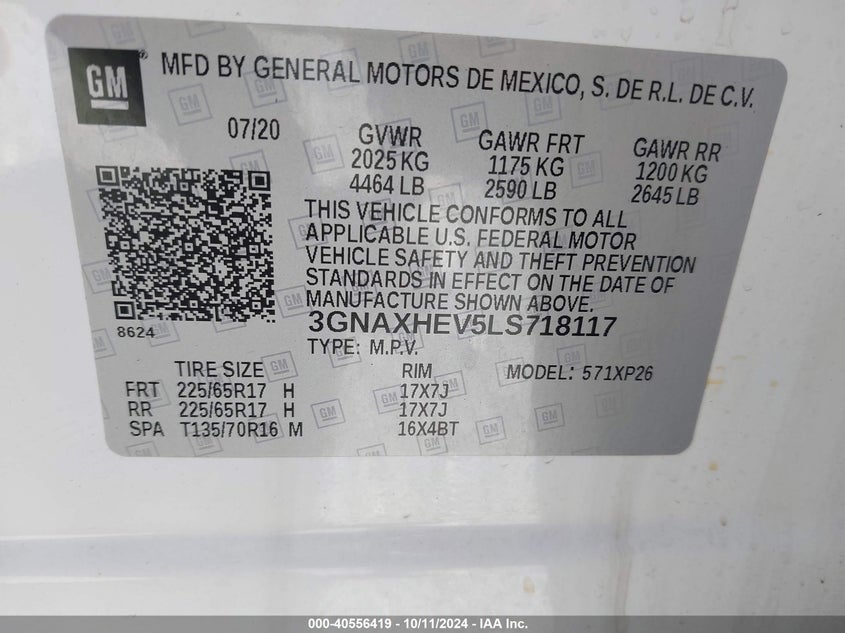 GM
MFD BY GENERAL MOTORS DE MEXICO, S. DE R.L. DE C.V.
07/20
GVWR GAWR FRT GAWR RR
2025 KG 1175 KG 1200 KG
4464 LB 2590 LB 2645 LB
THIS VEHICLE CONFORMS TO ALL
APPLICABLE U.S. FEDERAL MOTOR
VEHICLE SAFETY AND THEFT PREVENTION
STANDARDS IN EFFECT ON THE DATE OF
MANUFACTURE SHOWN ABOVE.
8624
3GNAXHEV5LS718117
TYPE: M.P.V.
TIRE SIZE RIM MODEL: 571XP26
FRT 225/65R17 H 17X7J
RR 225/65R17 H 17X7J
SPA T135/70R16 M 16X4BT
000-40556419 - 10/11/2024 - IAA Inc.